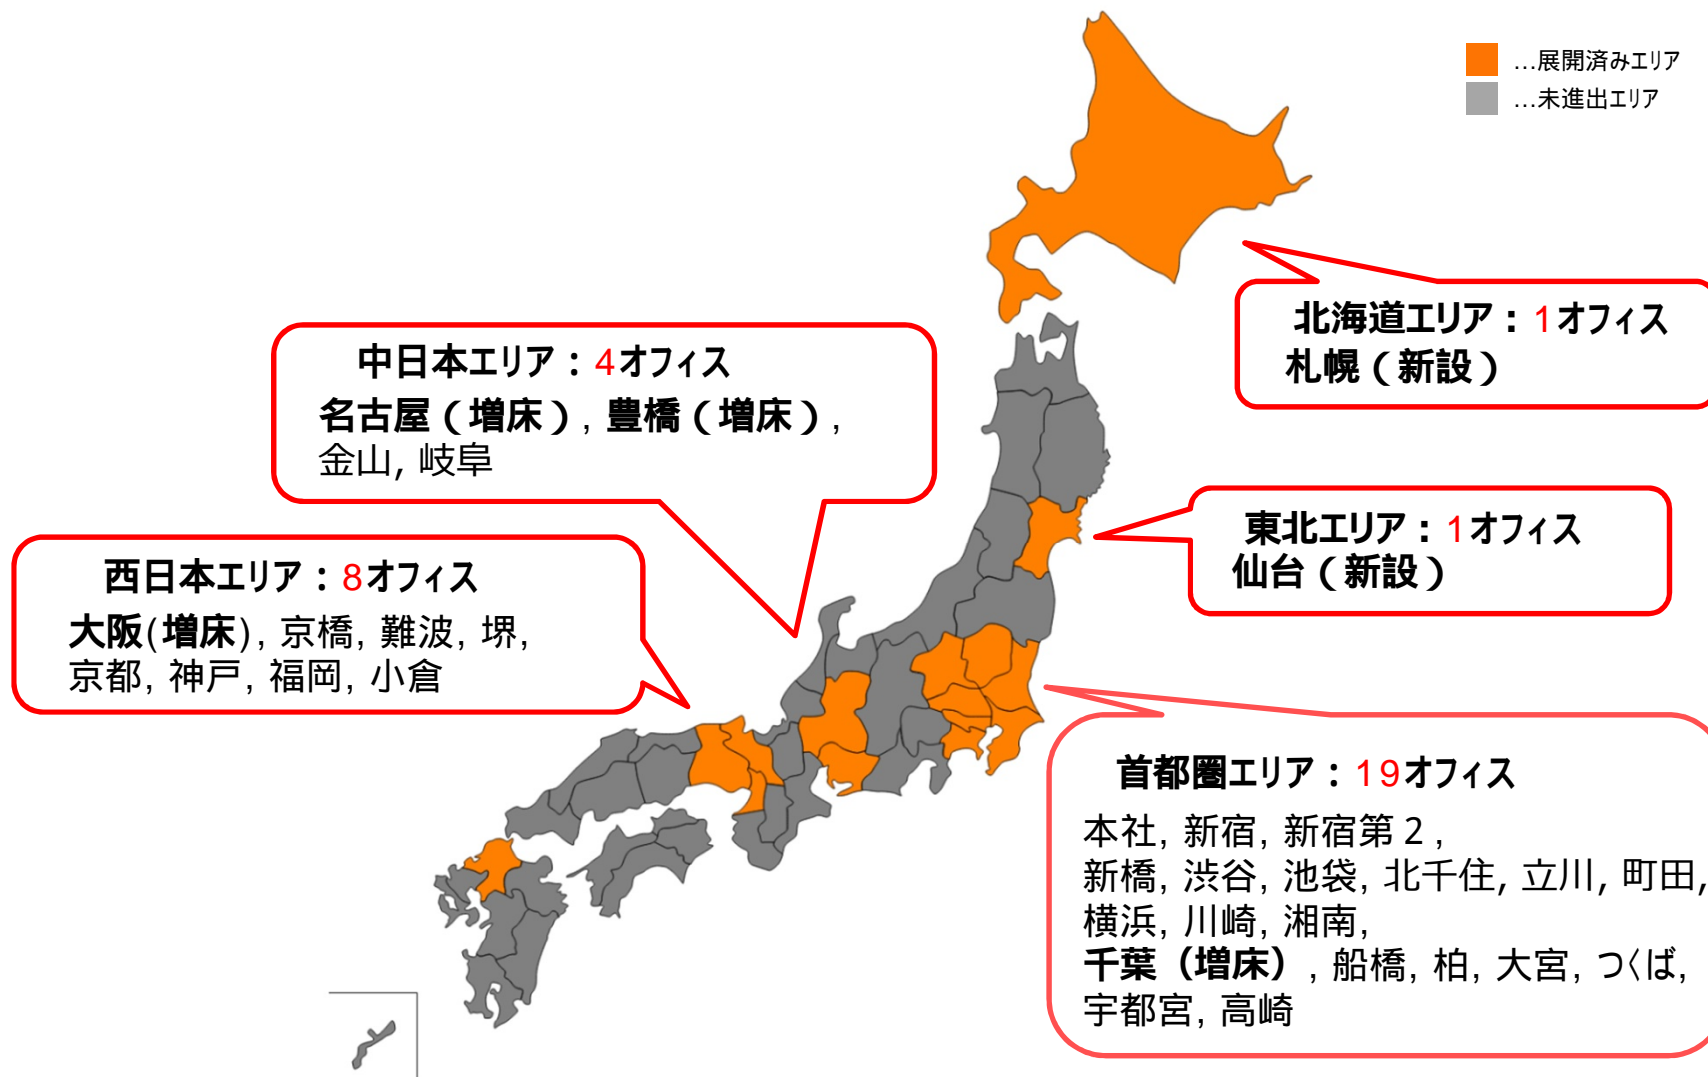 …展開済みエリア
…未進出エリア
北海道エリア：1オフィス
札幌（新設）
中日本エリア：4オフィス
名古屋（増床）, 豊橋（増床）,
金山, 岐阜
東北エリア：1オフィス
仙台（新設）
西日本エリア：8オフィス
大阪(増床), 京橋, 難波, 堺,
京都, 神戸, 福岡, 小倉
首都圏エリア：19オフィス
本社, 新宿, 新宿第２,
新橋, 渋谷, 池袋, 北千住, 立川, 町田,
横浜, 川崎, 湘南,
千葉（増床）, 船橋, 柏, 大宮, つくば,
宇都宮, 高崎